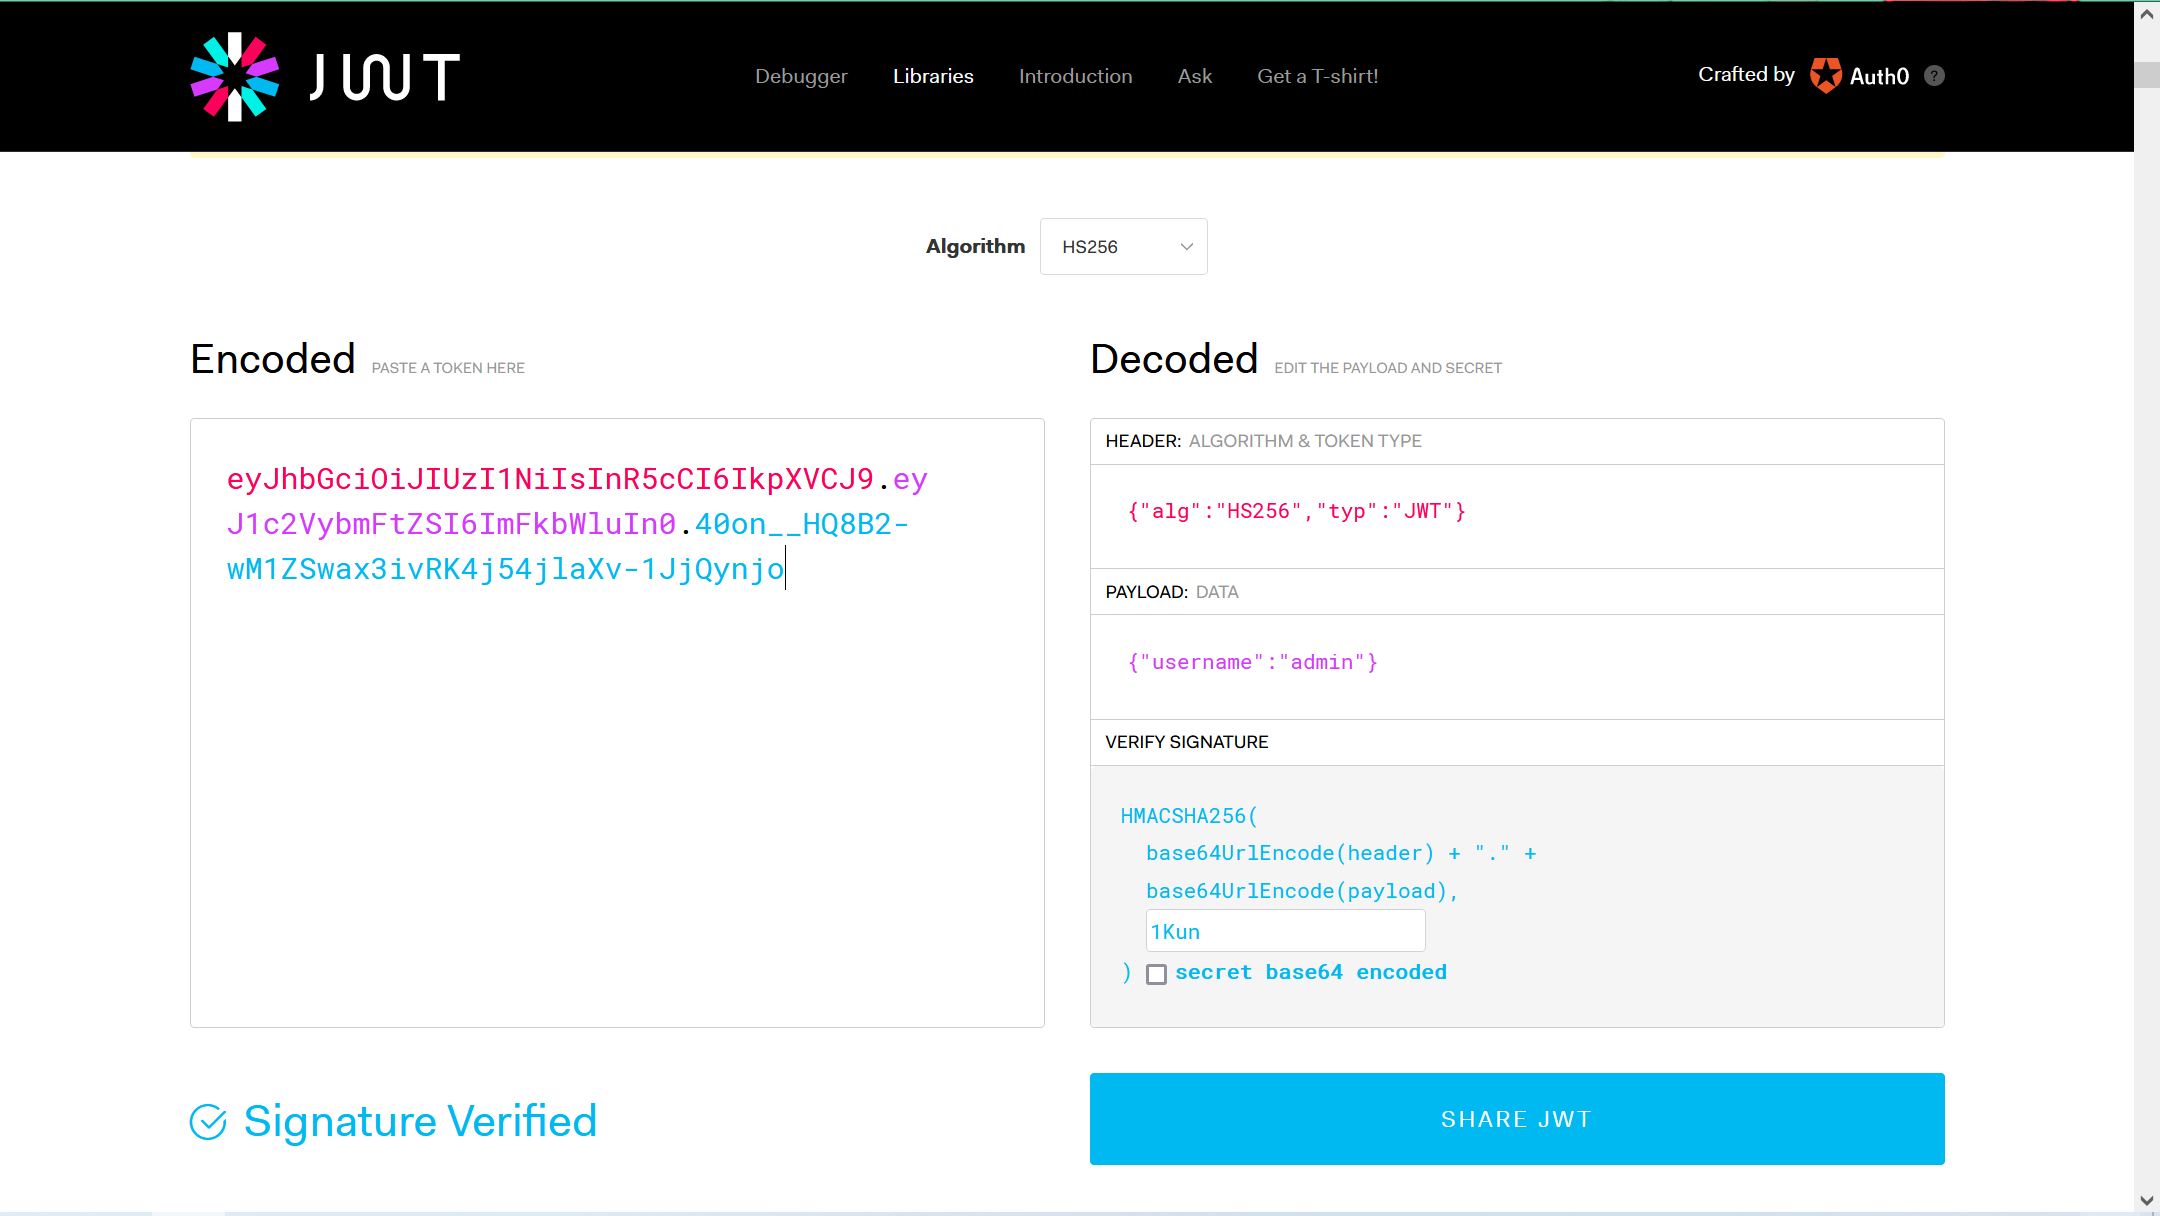 JWT
Debugger
Libraries
Introduction
Ask
Get a T-shirt!
Crafted by
Auth0
?
Algorithm
HS256
Encoded PASTE A TOKEN HERE
eyJhbGciOiJIUzI1NiIsInR5cCI6IkpXVCJ9.ey
J1c2VybmFtZSI6ImFkbWluIn0.40on__HQ8B2-
wM1ZSwax3ivRK4j54jlaXv-1JjQynjo
Decoded EDIT THE PAYLOAD AND SECRET
HEADER: ALGORITHM & TOKEN TYPE
{"alg":"HS256","typ":"JWT"}
PAYLOAD: DATA
{"username":"admin"}
VERIFY SIGNATURE
HMACSHA256(
base64UrlEncode(header) + "." +
base64UrlEncode(payload),
1Kun
) secret base64 encoded
Signature Verified
SHARE JWT